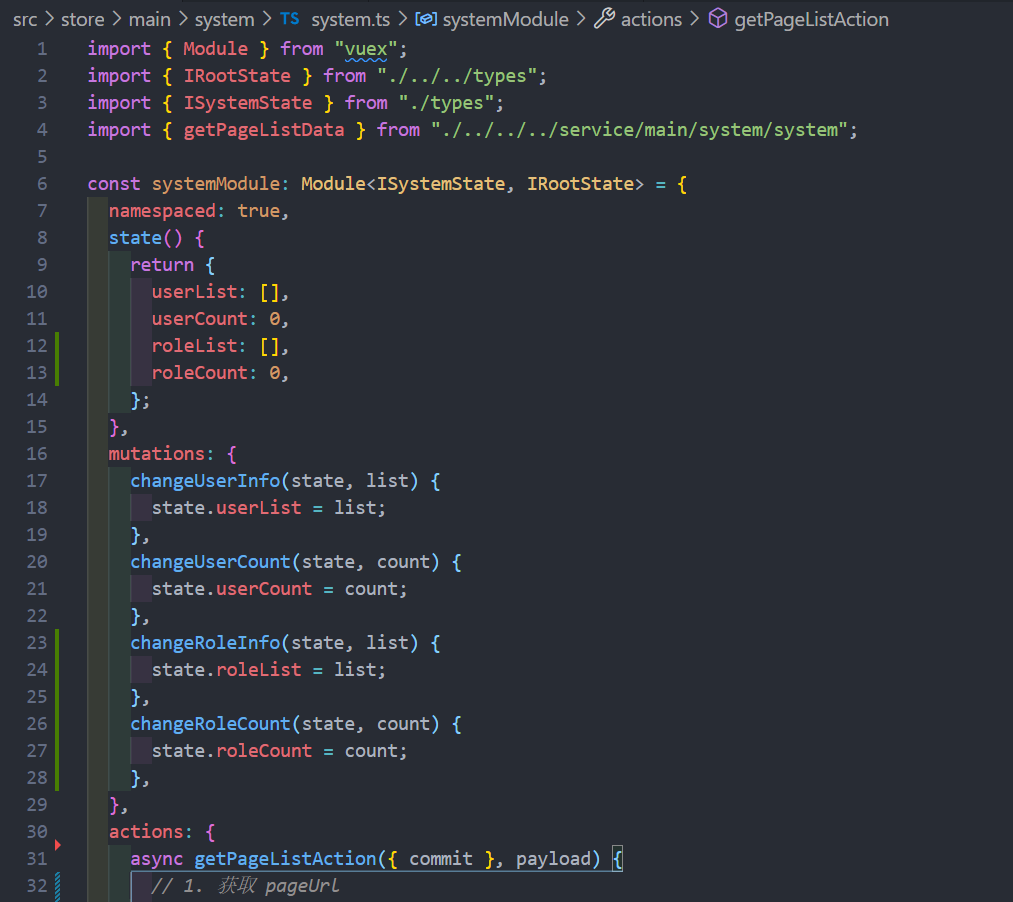 src > store > main > system > TS system.ts > systemModule > actions > getPageListAction
1 import { Module } from "vuex";
2 import { IRootState } from "./../../types";
3 import { ISystemState } from "./types";
4 import { getPageListData } from "./../../../service/main/system/system";
5
6 const systemModule: Module<ISystemState, IRootState> = {
7 namespaced: true,
8 state() {
9 return {
10 userList: [],
11 userCount: 0,
12 roleList: [],
13 roleCount: 0,
14 };
15 },
16 mutations: {
17 changeUserInfo(state, list) {
18 state.userList = list;
19 },
20 changeUserCount(state, count) {
21 state.userCount = count;
22 },
23 changeRoleInfo(state, list) {
24 state.roleList = list;
25 },
26 changeRoleCount(state, count) {
27 state.roleCount = count;
28 },
29 },
30 actions: {
31 async getPageListAction({ commit }, payload) {
32 // 1. 获取 pageUrl